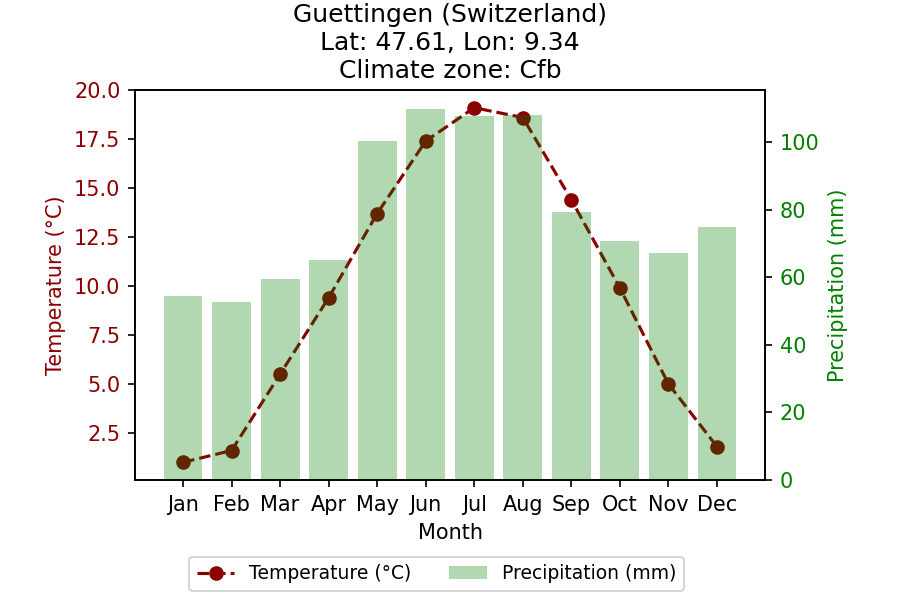 Guettingen (Switzerland)
Lat: 47.61, Lon: 9.34
Climate zone: Cfb
20.0
17.5
15.0
12.5
10.0
7.5
5.0
2.5
Temperature (°C)
100
80
60
40
20
0
Precipitation (mm)
Jan Feb Mar Apr May Jun Jul Aug Sep Oct Nov Dec
Month
Temperature (°C) Precipitation (mm)